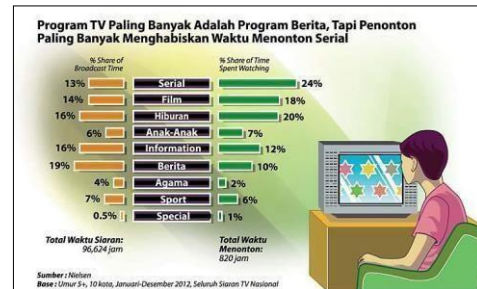 Program TV Paling Banyak Adalah Program Berita, Tapi Penonton
Paling Banyak Menghabiskan Waktu Menonton Serial
% Share of
Broadcast Time
% Share of Time
Spent Watching
13% Serial 24%
14% Film 18%
16% Hiburan 20%
6% Anak-Anak 7%
16% Information 12%
19% Berita 10%
4% Agama 2%
7% Sport 6%
0.5% Special 1%
Total Waktu Siaran:
96,624 jam
Total Waktu
Menonton:
820 jam
Sumber : Nielsen
Base : Umur 5+, 10 kota, Januari-Desember 2012, Seluruh Siaran TV Nasional